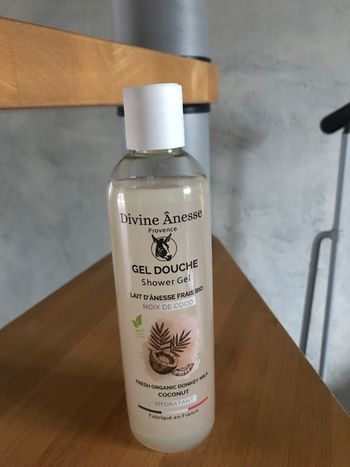 Divine Ânesse
Provence
GEL DOUCHE
Shower Gel
LAIT D'ÂNESSE FRAIS BIO
NOIX DE COCO
FRESH ORGANIC DONKEY MILK
COCONUT
HYDRATANT
Fabriqué en France